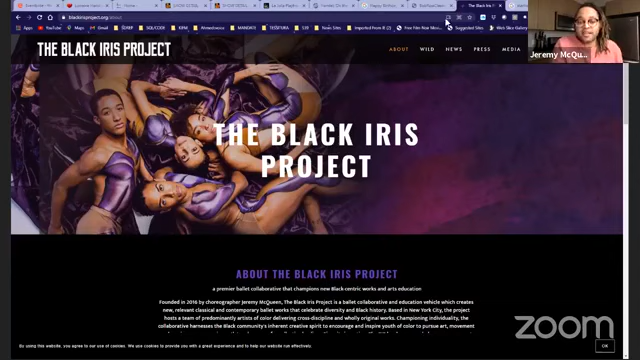 blackirisproject.org/about
THE BLACK IRIS PROJECT
ABOUT WILD NEWS PRESS MEDIA
Jeremy McQu...
THE BLACK IRIS
PROJECT
ABOUT THE BLACK IRIS PROJECT
a premier ballet collaborative that champions new Black-centric works and arts education
Founded in 2016 by choreographer Jeremy McQueen, The Black Iris Project is a ballet collaborative and education vehicle which creates
new, relevant classical and contemporary ballet works that celebrate diversity and Black history. Based in New York City, the project
hosts a team of predominantly artists of color delivering cross-discipline and wholly original works. Championing individuality, the
collaborative harnesses the Black community's inherent creative spirit to encourage and inspire youth of color to pursue art, movement
By using this website, you agree to our use of cookies. We use cookies to provide you with a great experience and to help our website run effectively.
OK
zoom